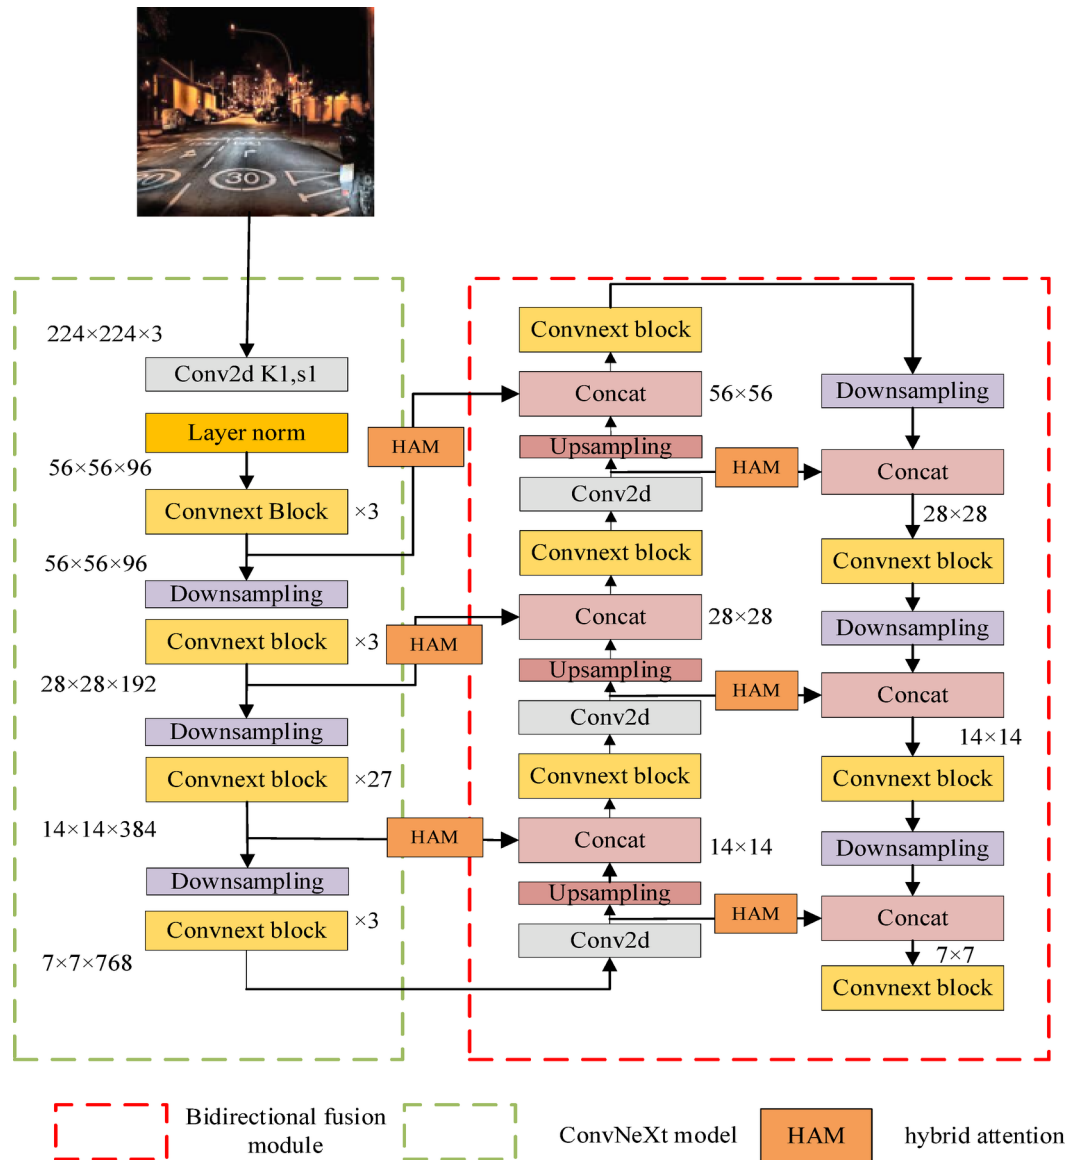 30
224×224×3
Conv2d K1,s1
Layer norm
56×56×96
Convnext Block
×3
56×56×96
Downsampling
Convnext block
×3
28×28×192
Downsampling
Convnext block
×27
14×14×384
Downsampling
Convnext block
×3
7×7×768
HAM
HAM
HAM
Convnext block
Concat
56×56
Upsampling
Conv2d
Convnext block
Concat
28×28
Upsampling
Conv2d
Convnext block
Concat
14×14
Upsampling
Conv2d
HAM
HAM
HAM
Downsampling
Concat
28×28
Convnext block
Downsampling
Concat
14×14
Convnext block
Downsampling
Concat
7×7
Convnext block
Bidirectional fusion
module
ConvNeXt model
HAM
hybrid attention